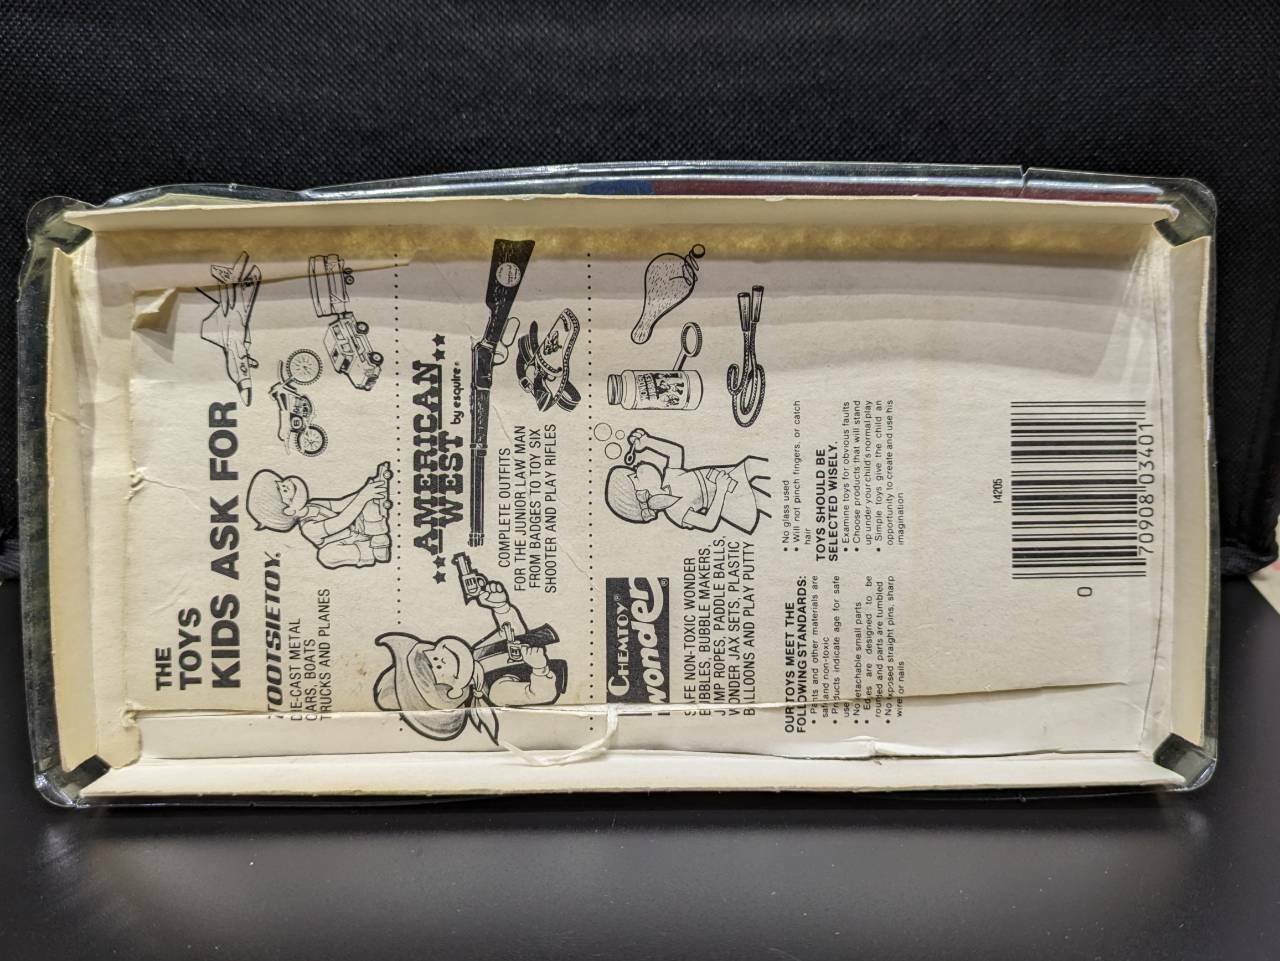 THE
TOYS
KIDS ASK FOR
TOOTSIETOY.
DIE-CAST METAL
CARS, BOATS
TRUCKS AND PLANES
AMERICAN
WEST
by esquire®
COMPLETE OUTFITS
FOR THE JUNIOR LAW MAN
FROM BADGES TO TOY SIX
SHOOTER AND PLAY RIFLES
CHEMTOY®
wonder®
SAFE NON-TOXIC WONDER
BUBBLES, BUBBLE MAKERS,
JUMP ROPES, PADDLE BALLS,
WONDER JAX SETS, PLASTIC
BALLOONS AND PLAY PUTTY
OUR TOYS MEET THE
FOLLOWING STANDARDS:
• Paints and other materials are
safe and non-toxic
• Products indicate age for safe
use
• No detachable small parts
• Edges are designed to be
rounded and parts are tumbled
• No exposed straight pins, sharp
wires or nails
• No glass used
• Will not pinch fingers, or catch
hair
TOYS SHOULD BE
SELECTED WISELY.
• Examine toys for obvious faults
• Choose products that will stand
up under your child's normal play
• Simple toys give the child an
opportunity to create and use his
imagination
14205
0 70908 03401